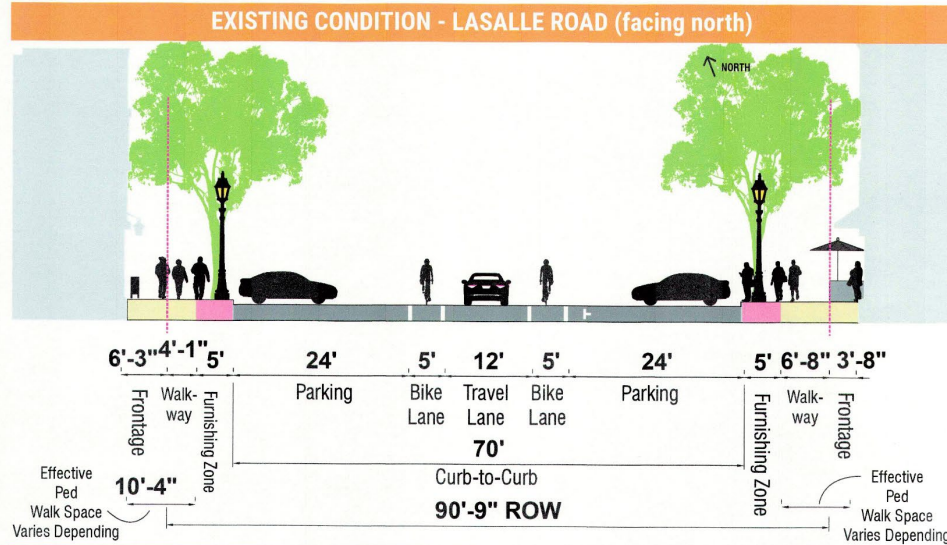 EXISTING CONDITION - LASALLE ROAD (facing north)
NORTH
6'-3" 4'-1" 5' 24' 5' 12' 5' 24' 5' 6'-8" 3'-8"
Frontage
Walk-
way
Furnishing Zone
Parking
Bike
Lane
Travel
Lane
Bike
Lane
Parking
Furnishing Zone
Walk-
way
Frontage
70'
Curb-to-Curb
10'-4"
90'-9" ROW
Effective
Ped
Walk Space
Varies Depending
Effective
Ped
Walk Space
Varies Depending